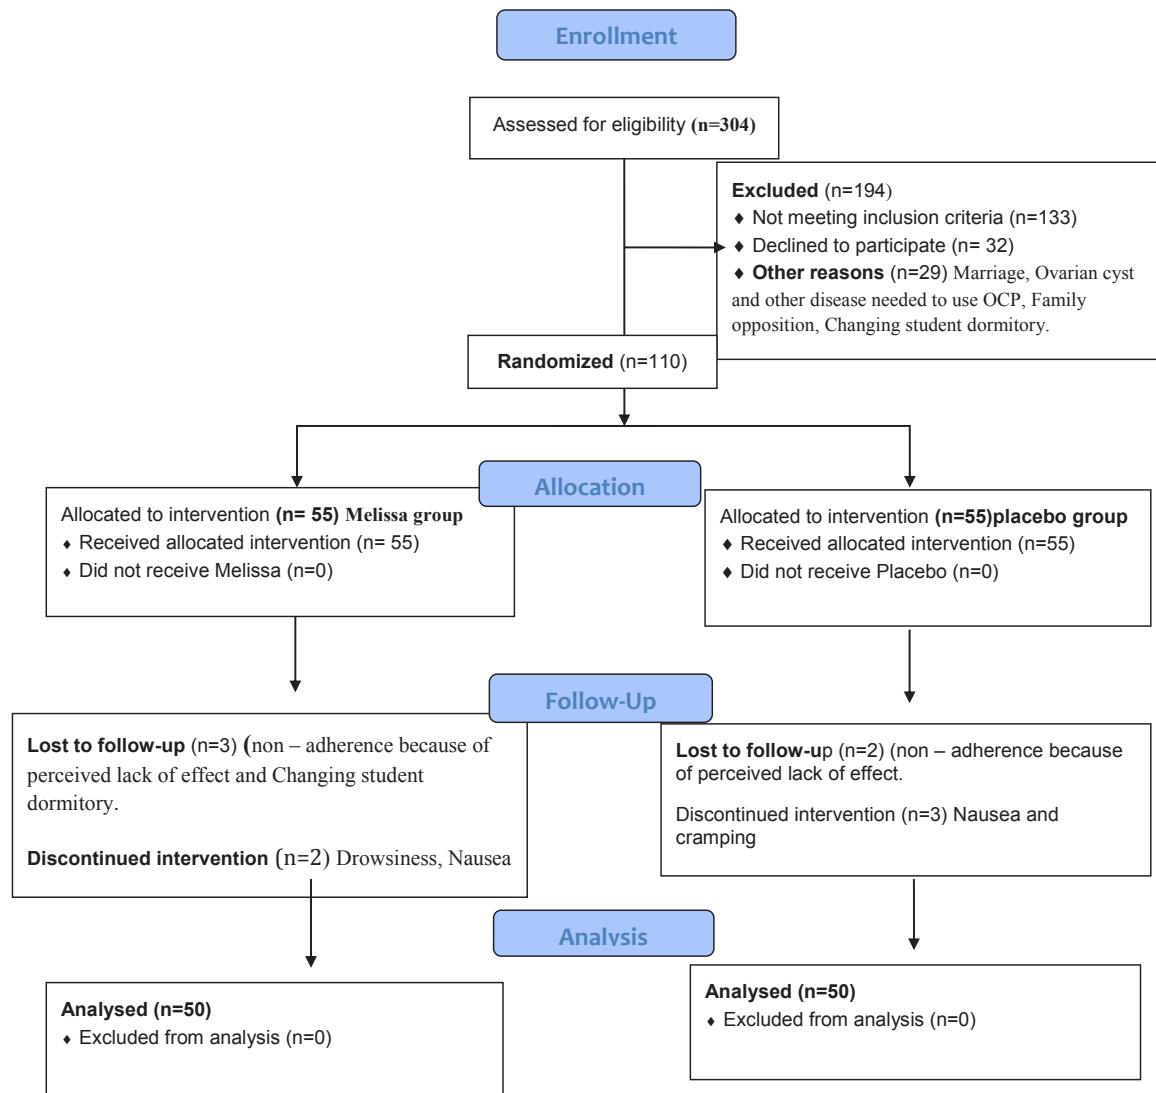 Enrollment
Assessed for eligibility (n=304)
Excluded (n=194)
♦ Not meeting inclusion criteria (n=133)
♦ Declined to participate (n= 32)
♦ Other reasons (n=29) Marriage, Ovarian cyst
and other disease needed to use OCP, Family
opposition, Changing student dormitory.
Randomized (n=110)
Allocation
Allocated to intervention (n= 55) Melissa group
♦ Received allocated intervention (n= 55)
♦ Did not receive Melissa (n=0)
Allocated to intervention (n=55)placebo group
♦ Received allocated intervention (n=55)
♦ Did not receive Placebo (n=0)
Follow-Up
Lost to follow-up (n=3) (non – adherence because of
perceived lack of effect and Changing student
dormitory.
Discontinued intervention (n=2) Drowsiness, Nausea
Lost to follow-up (n=2) (non – adherence because
of perceived lack of effect.
Discontinued intervention (n=3) Nausea and
cramping
Analysis
Analysed (n=50)
♦ Excluded from analysis (n=0)
Analysed (n=50)
♦ Excluded from analysis (n=0)